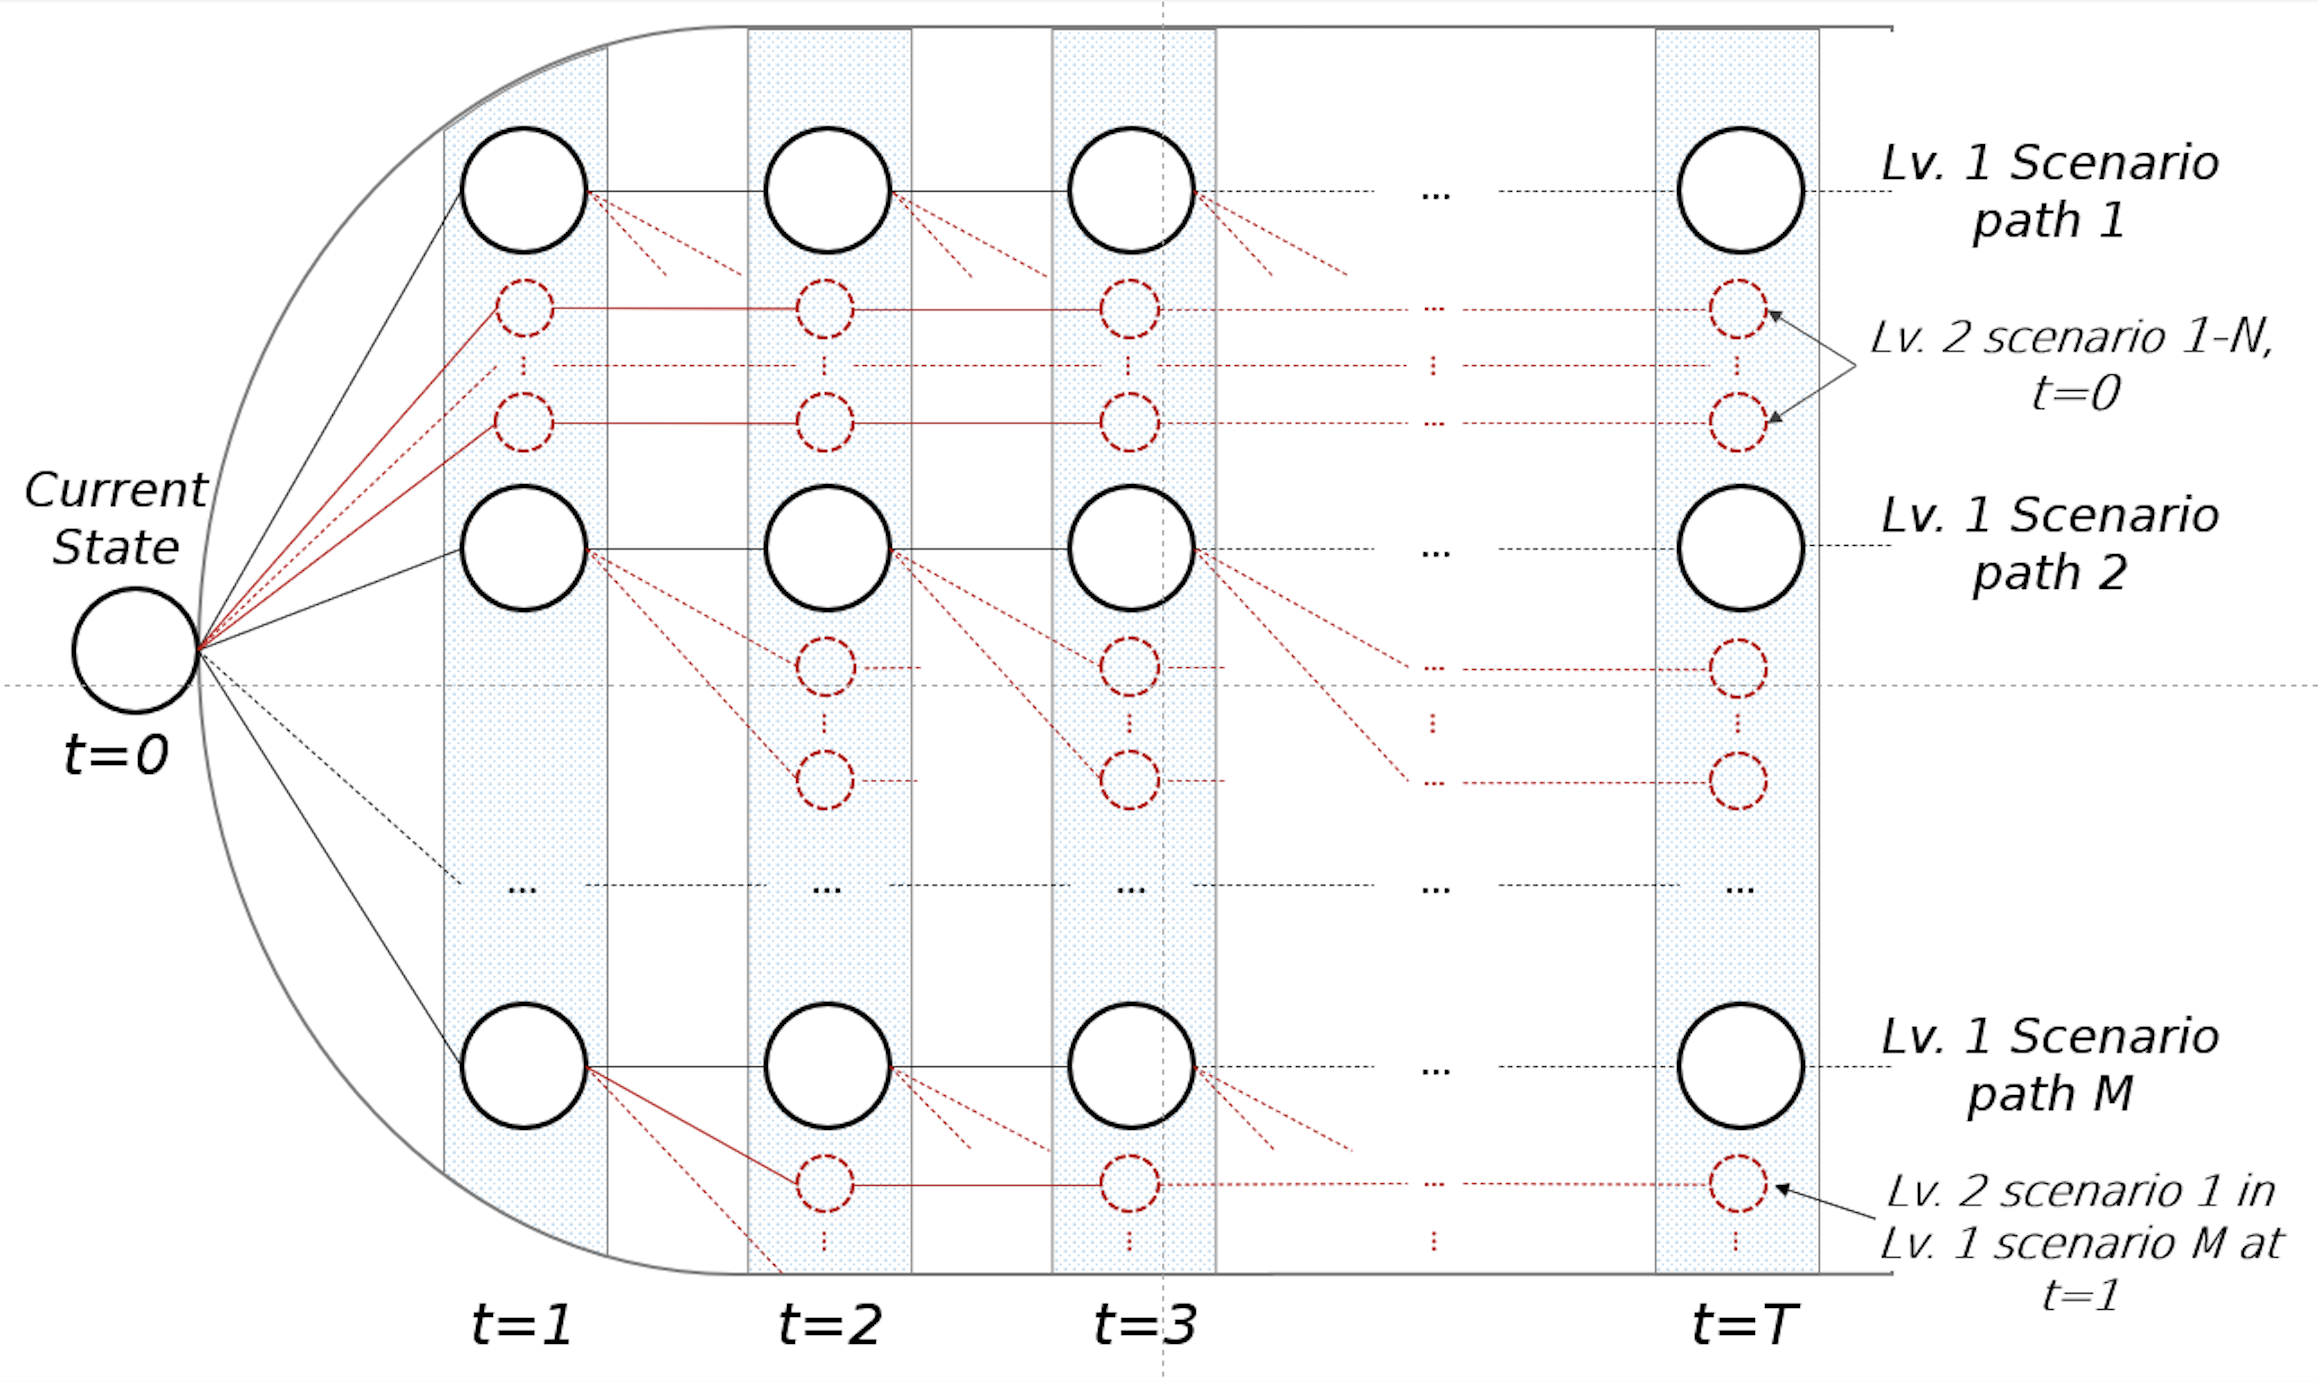 Lv. 1 Scenario
path 1
Lv. 2 scenario 1-N,
t=0
Current
State
t=0
Lv. 1 Scenario
path 2
Lv. 1 Scenario
path M
Lv. 2 scenario 1 in
Lv. 1 scenario M at
t=1
t=1
t=2
t=3
t=T